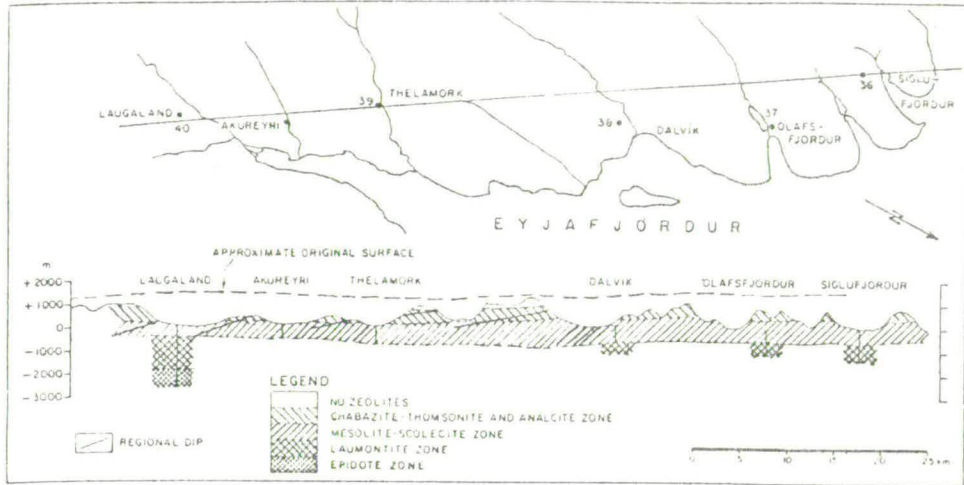 36
SIGLU-
FJORDUR
THELAMORK
39
LAUGALAND
40
AKUREYRI
38
DALVIK
37
OLAFS-
FJORDUR
EYJAFJÖRDUR
N
APPROXIMATE ORIGINAL SURFACE
m
LAUGALAND AKUREYRI THELAMORK DALVIK OLAFSFJORDUR SIGLUFJORDUR
+ 2000
+ 1000
0
- 1000
- 2000
- 3000
LEGEND
NO ZEOLITES
CHABAZITE-THOMSONITE AND ANALCITE ZONE
MESOLITE-SCOLECITE ZONE
LAUMONTITE ZONE
EPIDOTE ZONE
REGIONAL DIP
0 5 10 15 20 25 km